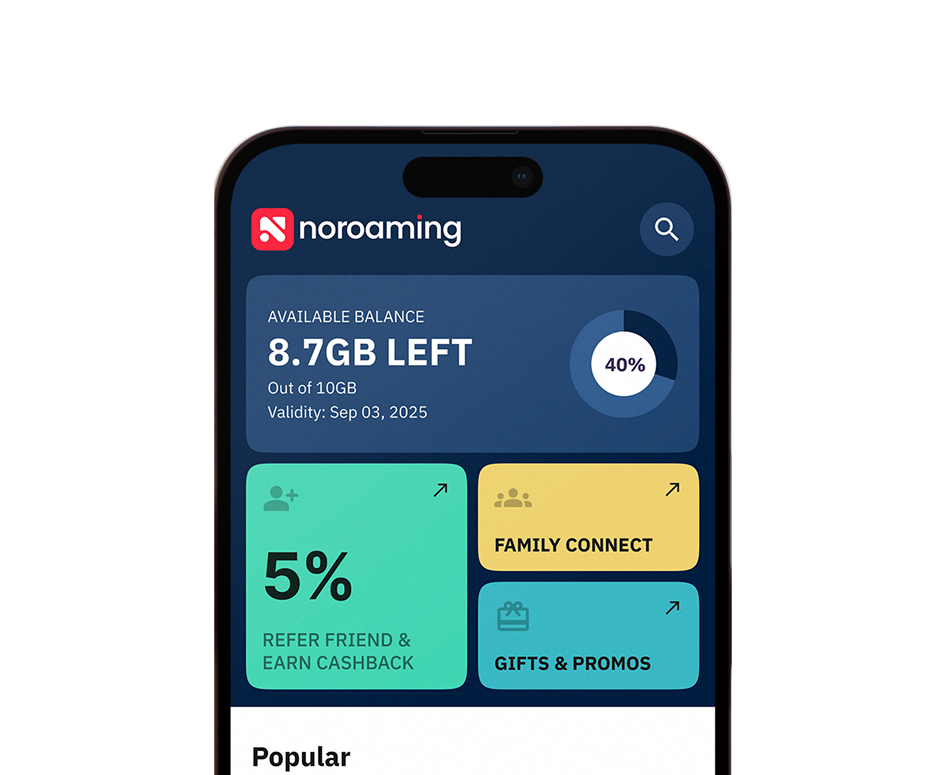 noroaming
AVAILABLE BALANCE
8.7GB LEFT
Out of 10GB
Validity: Sep 03, 2025
40%
5%
REFER FRIEND &
EARN CASHBACK
FAMILY CONNECT
GIFTS & PROMOS
Popular